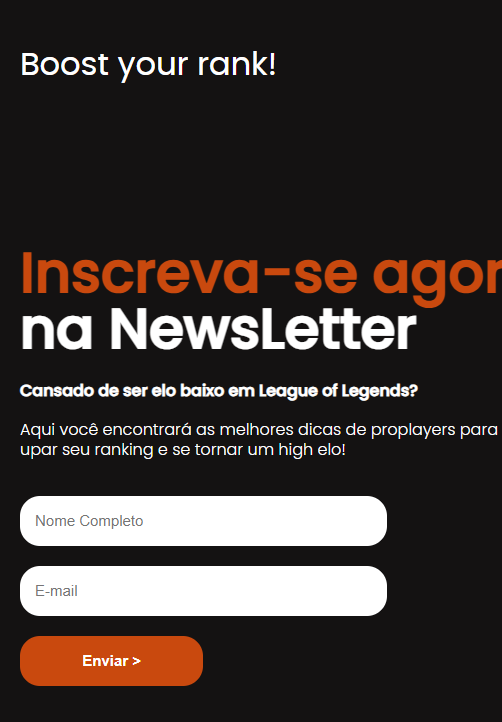 Boost your rank!
Inscreva-se agor
na NewsLetter
Cansado de ser elo baixo em League of Legends?
Aqui você encontrará as melhores dicas de proplayers para
upar seu ranking e se tornar um high elo!
Nome Completo
E-mail
Enviar >